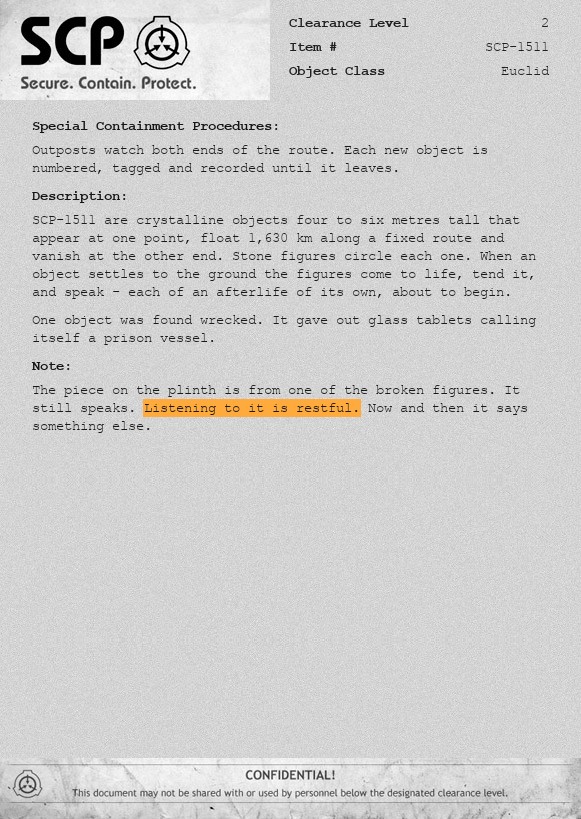 SCP
Secure. Contain. Protect.
Clearance Level 2
Item # SCP-1511
Object Class Euclid
Special Containment Procedures:
Outposts watch both ends of the route. Each new object is
numbered, tagged and recorded until it leaves.
Description:
SCP-1511 are crystalline objects four to six metres tall that
appear at one point, float 1,630 km along a fixed route and
vanish at the other end. Stone figures circle each one. When an
object settles to the ground the figures come to life, tend it,
and speak - each of an afterlife of its own, about to begin.
One object was found wrecked. It gave out glass tablets calling
itself a prison vessel.
Note:
The piece on the plinth is from one of the broken figures. It
still speaks. Listening to it is restful. Now and then it says
something else.
CONFIDENTIAL!
This document may not be shared with or used by personnel below the designated clearance level.